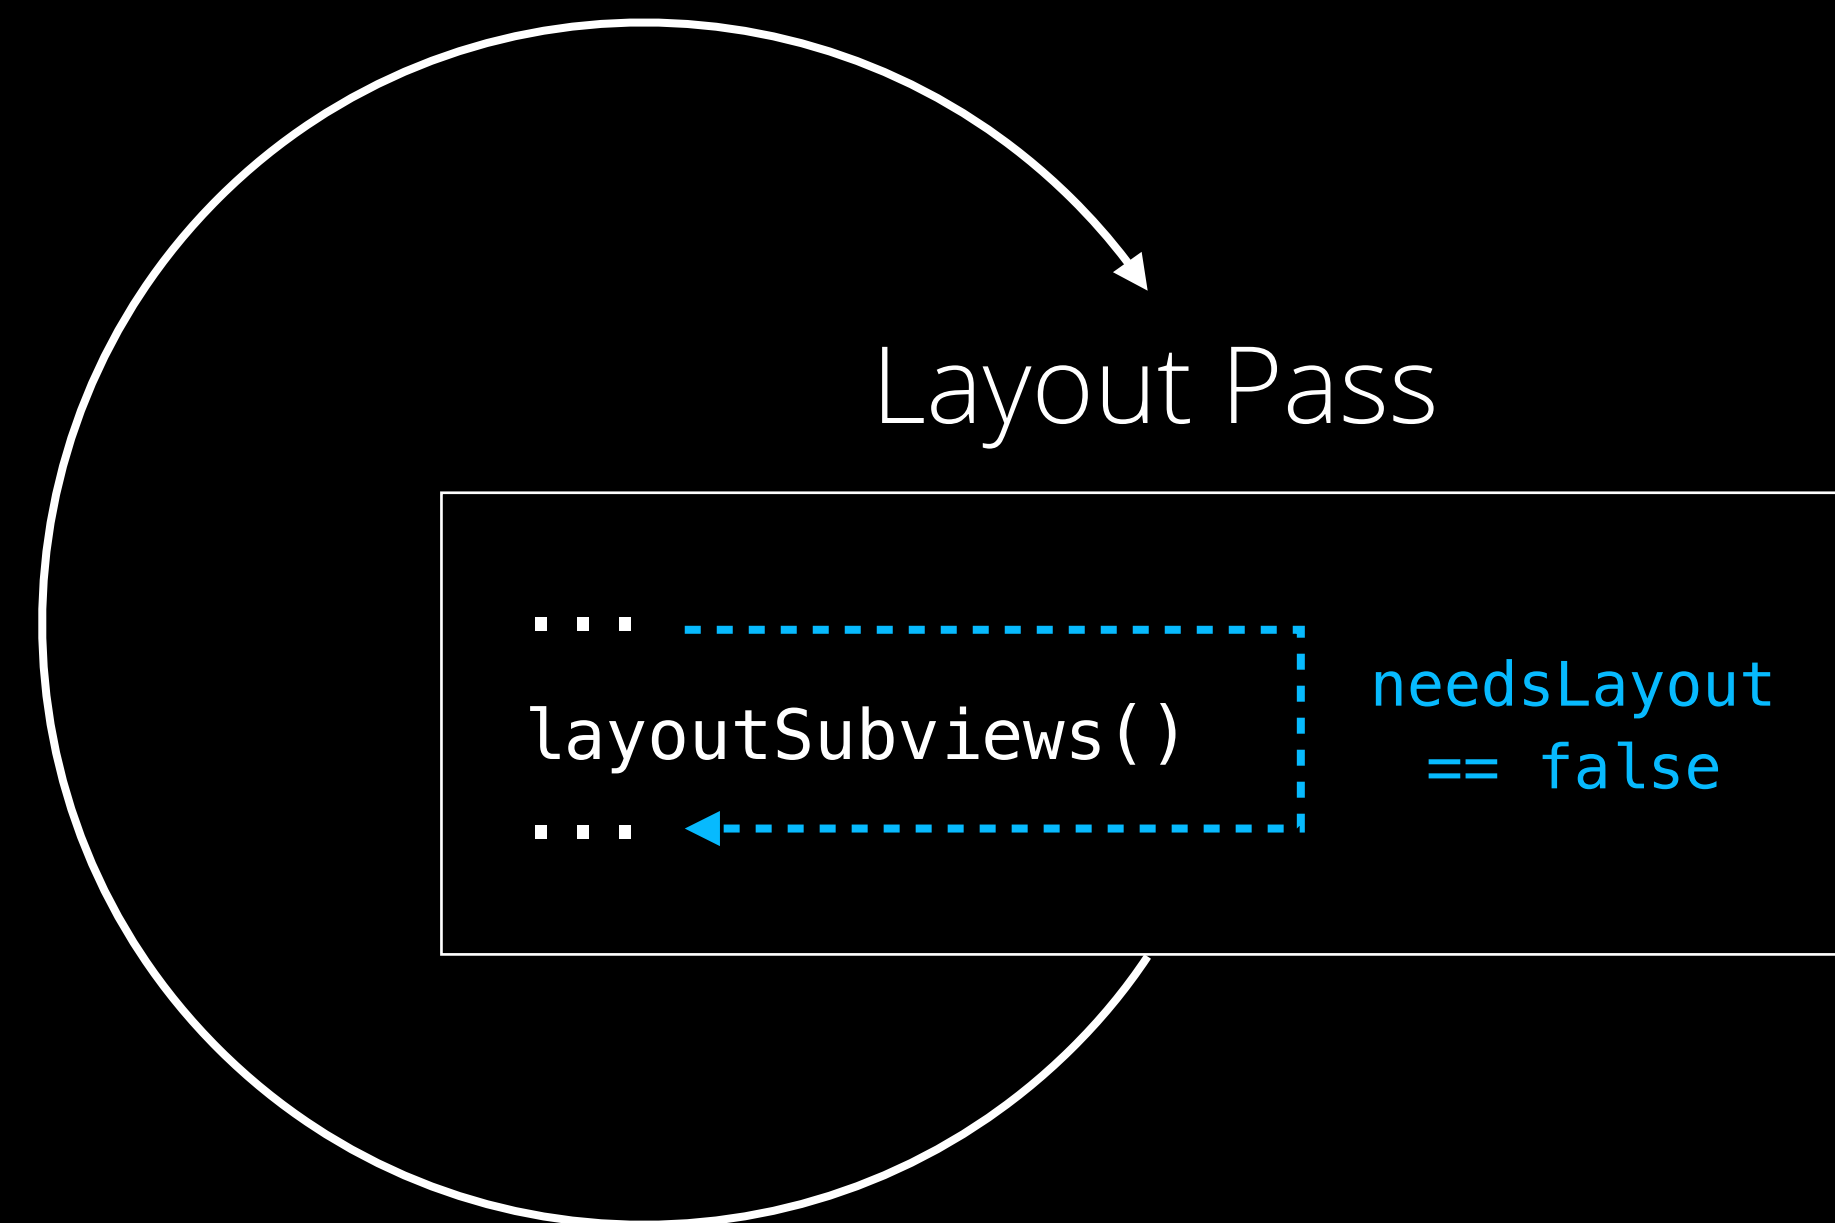 Layout Pass
...
layoutSubviews()
...
needsLayout
== false